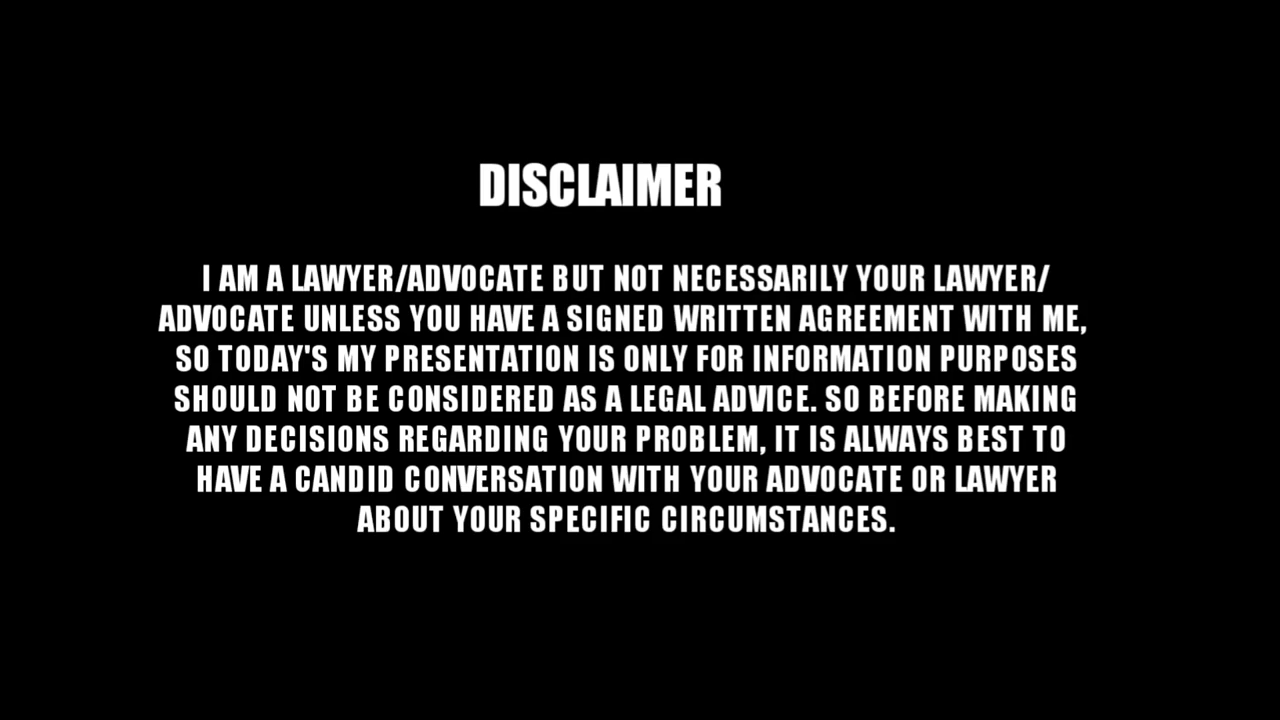 DISCLAIMER
I AM A LAWYER/ADVOCATE BUT NOT NECESSARILY YOUR LAWYER/
ADVOCATE UNLESS YOU HAVE A SIGNED WRITTEN AGREEMENT WITH ME,
SO TODAY'S MY PRESENTATION IS ONLY FOR INFORMATION PURPOSES
SHOULD NOT BE CONSIDERED AS A LEGAL ADVICE. SO BEFORE MAKING
ANY DECISIONS REGARDING YOUR PROBLEM, IT IS ALWAYS BEST TO
HAVE A CANDID CONVERSATION WITH YOUR ADVOCATE OR LAWYER
ABOUT YOUR SPECIFIC CIRCUMSTANCES.